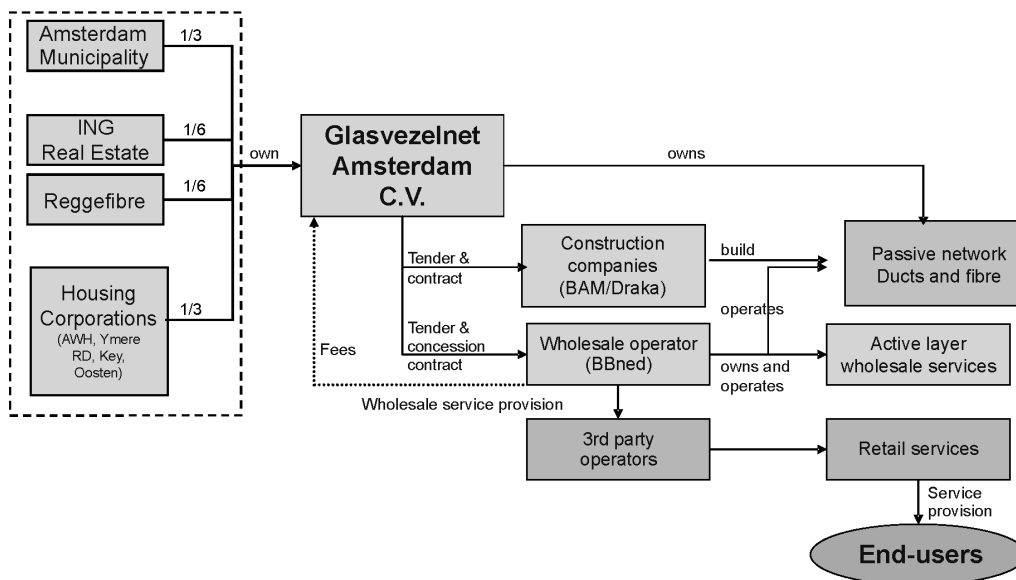 Amsterdam
Municipality
1/3
ING
Real Estate
1/6
Reggefibre
1/6
Housing
Corporations
(AWH, Ymere
RD, Key,
Oosten)
1/3
own
Glasvezelnet
Amsterdam
C.V.
owns
Tender &
contract
Construction
companies
(BAM/Draka)
build
Passive network
Ducts and fibre
operates
Fees
Tender &
concession
contract
Wholesale operator
(BBned)
owns and
operates
Active layer
wholesale services
Wholesale service provision
3rd party
operators
Retail services
Service
provision
End-users